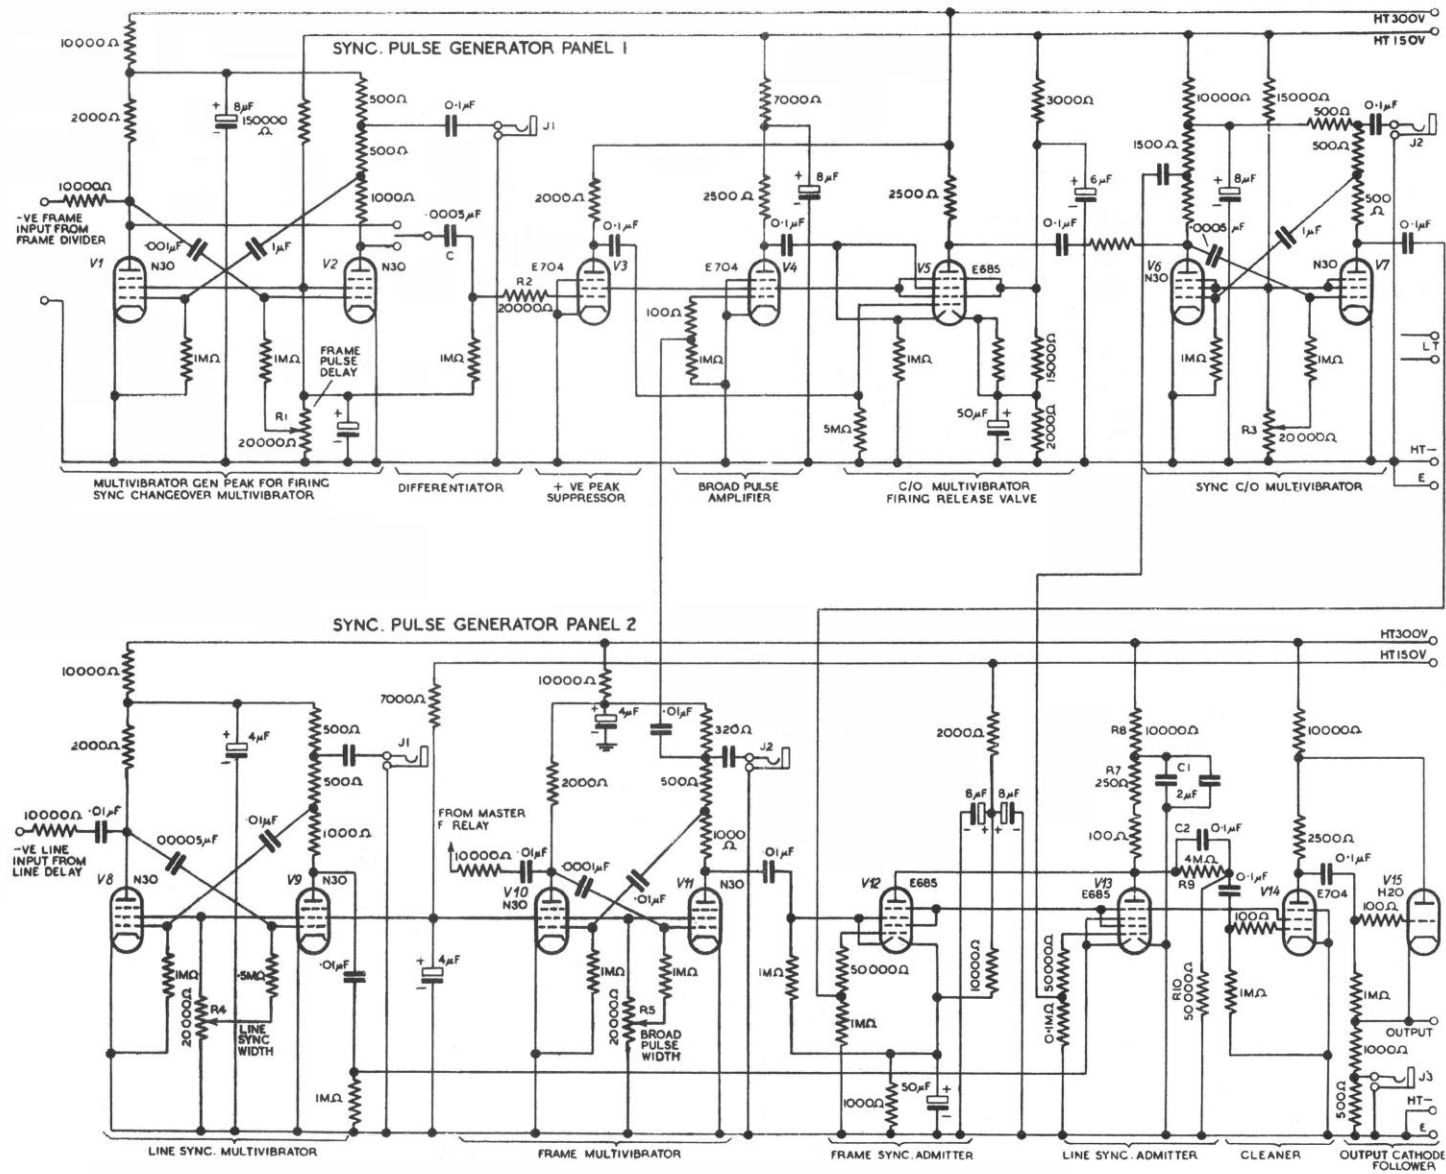 HT300V
HT150V
SYNC. PULSE GENERATOR PANEL 1
10000Ω
2000Ω
8μF
150000
Ω
500Ω
500Ω
1000Ω
0·1μF
J1
7000Ω
3000Ω
10000Ω
15000Ω
500Ω
0·1μF
J2
1500Ω
500Ω
10000Ω
-VE FRAME
INPUT FROM
FRAME DIVIDER
·001μF
·1μF
·0005μF
C
2000Ω
0·1μF
2500Ω
8μF
0·1μF
2500Ω
6μF
0·1μF
8μF
·0005μF
1μF
500
Ω
0·1μF
V1
N30
V2
N30
E704
V3
E704
V4
V5
E685
V6
N30
N30
V7
R2
20000Ω
100Ω
1MΩ
1MΩ
FRAME
PULSE
DELAY
1MΩ
1MΩ
1MΩ
15000Ω
1MΩ
1MΩ
LT
R1
20000Ω
5MΩ
50μF
2000Ω
R3
20000Ω
HT-
E
MULTIVIBRATOR GEN PEAK FOR FIRING
SYNC CHANGEOVER MULTIVIBRATOR
DIFFERENTIATOR
+ VE PEAK
SUPPRESSOR
BROAD PULSE
AMPLIFIER
C/O MULTIVIBRATOR
FIRING RELEASE VALVE
SYNC C/O MULTIVIBRATOR
SYNC. PULSE GENERATOR PANEL 2
HT300V
HT150V
10000Ω
7000Ω
10000Ω
2000Ω
4μF
500Ω
500Ω
J1
4μF
·01μF
320Ω
500Ω
J2
2000Ω
2000Ω
R8
10000Ω
R7
250Ω
C1
2μF
10000Ω
10000Ω
·01μF
-VE LINE
INPUT FROM
LINE DELAY
·00005μF
·01μF
1000Ω
FROM MASTER
F RELAY
10000Ω
·01μF
·0001μF
·01μF
1000
Ω
·01μF
8μF
8μF
100Ω
C2
0·1μF
4MΩ
R9
0·1μF
2500Ω
0·1μF
V8
N30
V9
N30
V10
N30
V11
N30
V12
E685
V13
E685
V14
E704
V15
H20
100Ω
100Ω
1MΩ
R4
20000Ω
·5MΩ
LINE
SYNC
WIDTH
·01μF
4μF
1MΩ
R5
20000Ω
1MΩ
BROAD
PULSE
WIDTH
1MΩ
50000Ω
1MΩ
10000Ω
50000Ω
0·1MΩ
R10
50000Ω
1MΩ
1MΩ
OUTPUT
1000Ω
J3
500Ω
1MΩ
1000Ω
50μF
HT-
E
LINE SYNC. MULTIVIBRATOR
FRAME MULTIVIBRATOR
FRAME SYNC. ADMITTER
LINE SYNC. ADMITTER
CLEANER
OUTPUT CATHODE
FOLLOWER